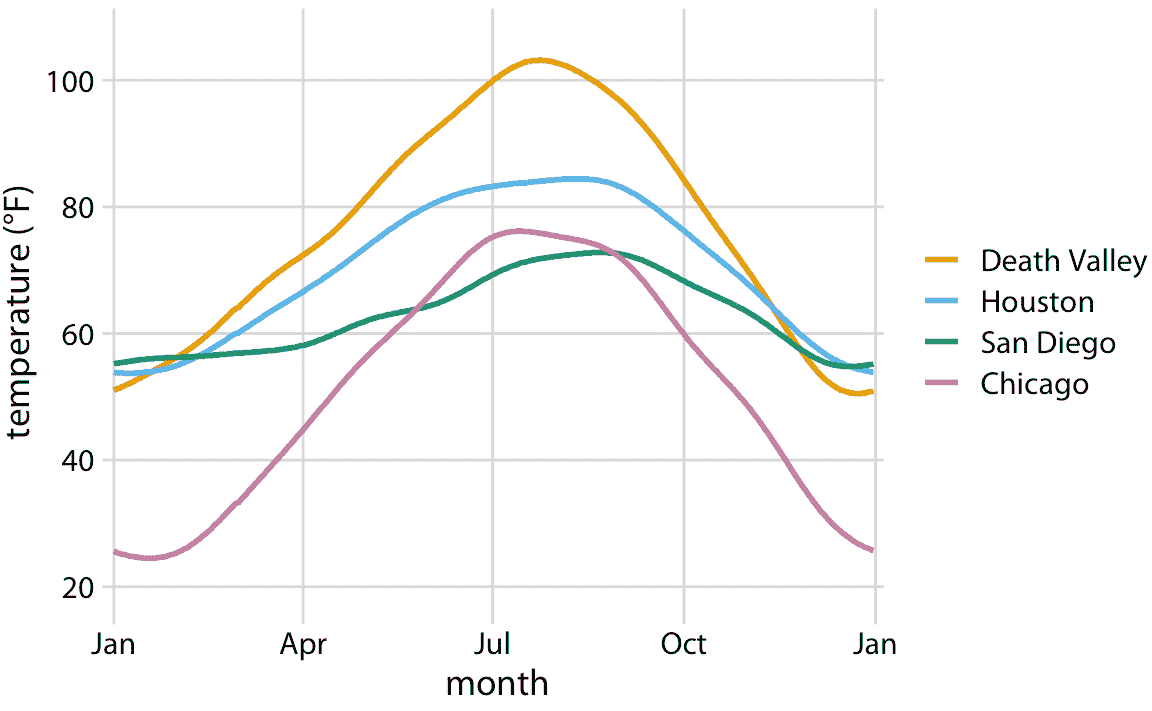 temperature (°F)
100
80
60
40
20
Jan Apr Jul Oct Jan
month
Death Valley
Houston
San Diego
Chicago